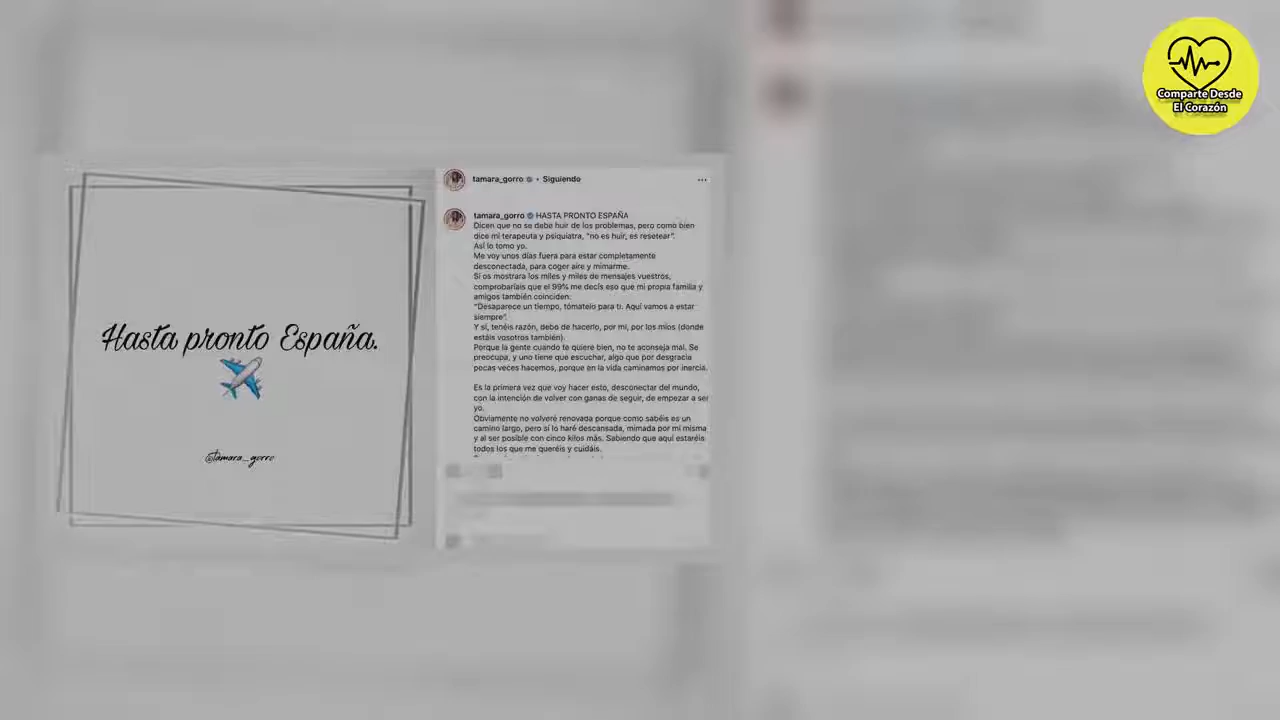 Comparte Desde
El Corazón
Hasta pronto España.
@tamara_gorro
tamara_gorro • Siguiendo
tamara_gorro HASTA PRONTO ESPAÑA
Dicen que no se debe huir de los problemas, pero como bien
dice mi terapeuta y psiquiatra, "no es huir, es resetear".
Así lo tomo yo.
Me voy unos días fuera para estar completamente
desconectada, para coger aire y mimarme.
Si os mostrara los miles y miles de mensajes vuestros,
comprobaríais que el 99% me decís eso que mi propia familia y
amigos también coinciden:
"Desaparece un tiempo, tómatelo para ti. Aquí vamos a estar
siempre".
Y sí, tenéis razón, debo de hacerlo, por mi, por los míos (donde
estáis vosotros también).
Porque la gente cuando te quiere bien, no te aconseja mal. Se
preocupa, y uno tiene que escuchar, algo que por desgracia
pocas veces hacemos, porque en la vida caminamos por inercia.
Es la primera vez que voy hacer esto, desconectar del mundo,
con la intención de volver con ganas de seguir, de empezar a ser
yo.
Obviamente no volveré renovada porque como sabéis es un
camino largo, pero sí lo haré descansada, mimada por mi misma
y al ser posible con cinco kilos más. Sabiendo que aquí estaréis
todos los que me queréis y cuidáis.